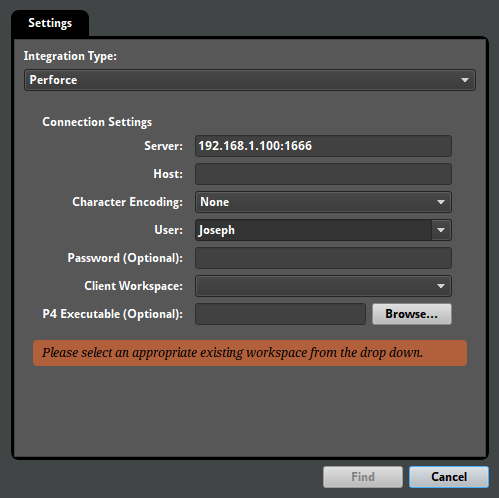 Settings
Integration Type:
Perforce
Connection Settings
Server: 192.168.1.100:1666
Host:
Character Encoding: None
User: Joseph
Password (Optional):
Client Workspace:
P4 Executable (Optional): Browse...
Please select an appropriate existing workspace from the drop down.
Find Cancel